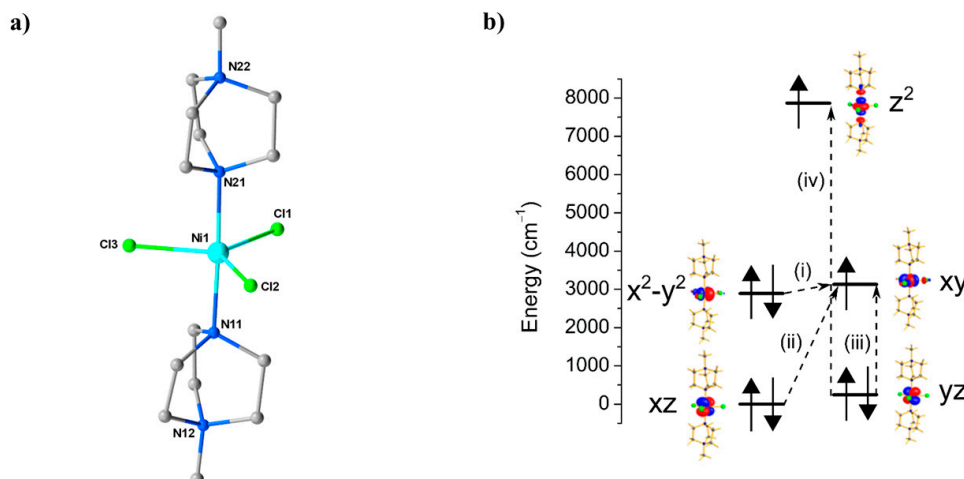 a)
N22
N21
Cl1
Cl3
Ni1
Cl2
N11
N12
b)
Energy (cm⁻¹)
8000
7000
6000
5000
4000
3000
2000
1000
0
z²
(iv)
x²-y²
(i)
xy
(ii)
(iii)
xz
yz